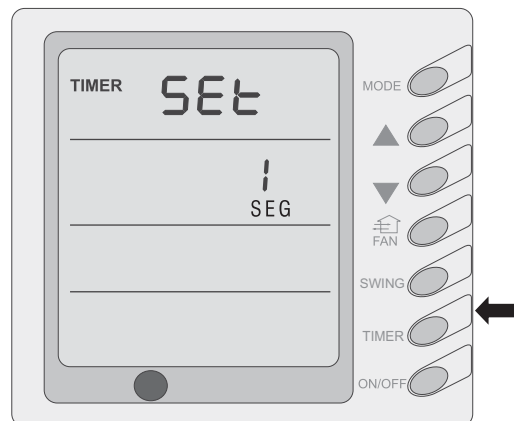 TIMER SEt
1
SEG
MODE
FAN
SWING
TIMER
ON/OFF